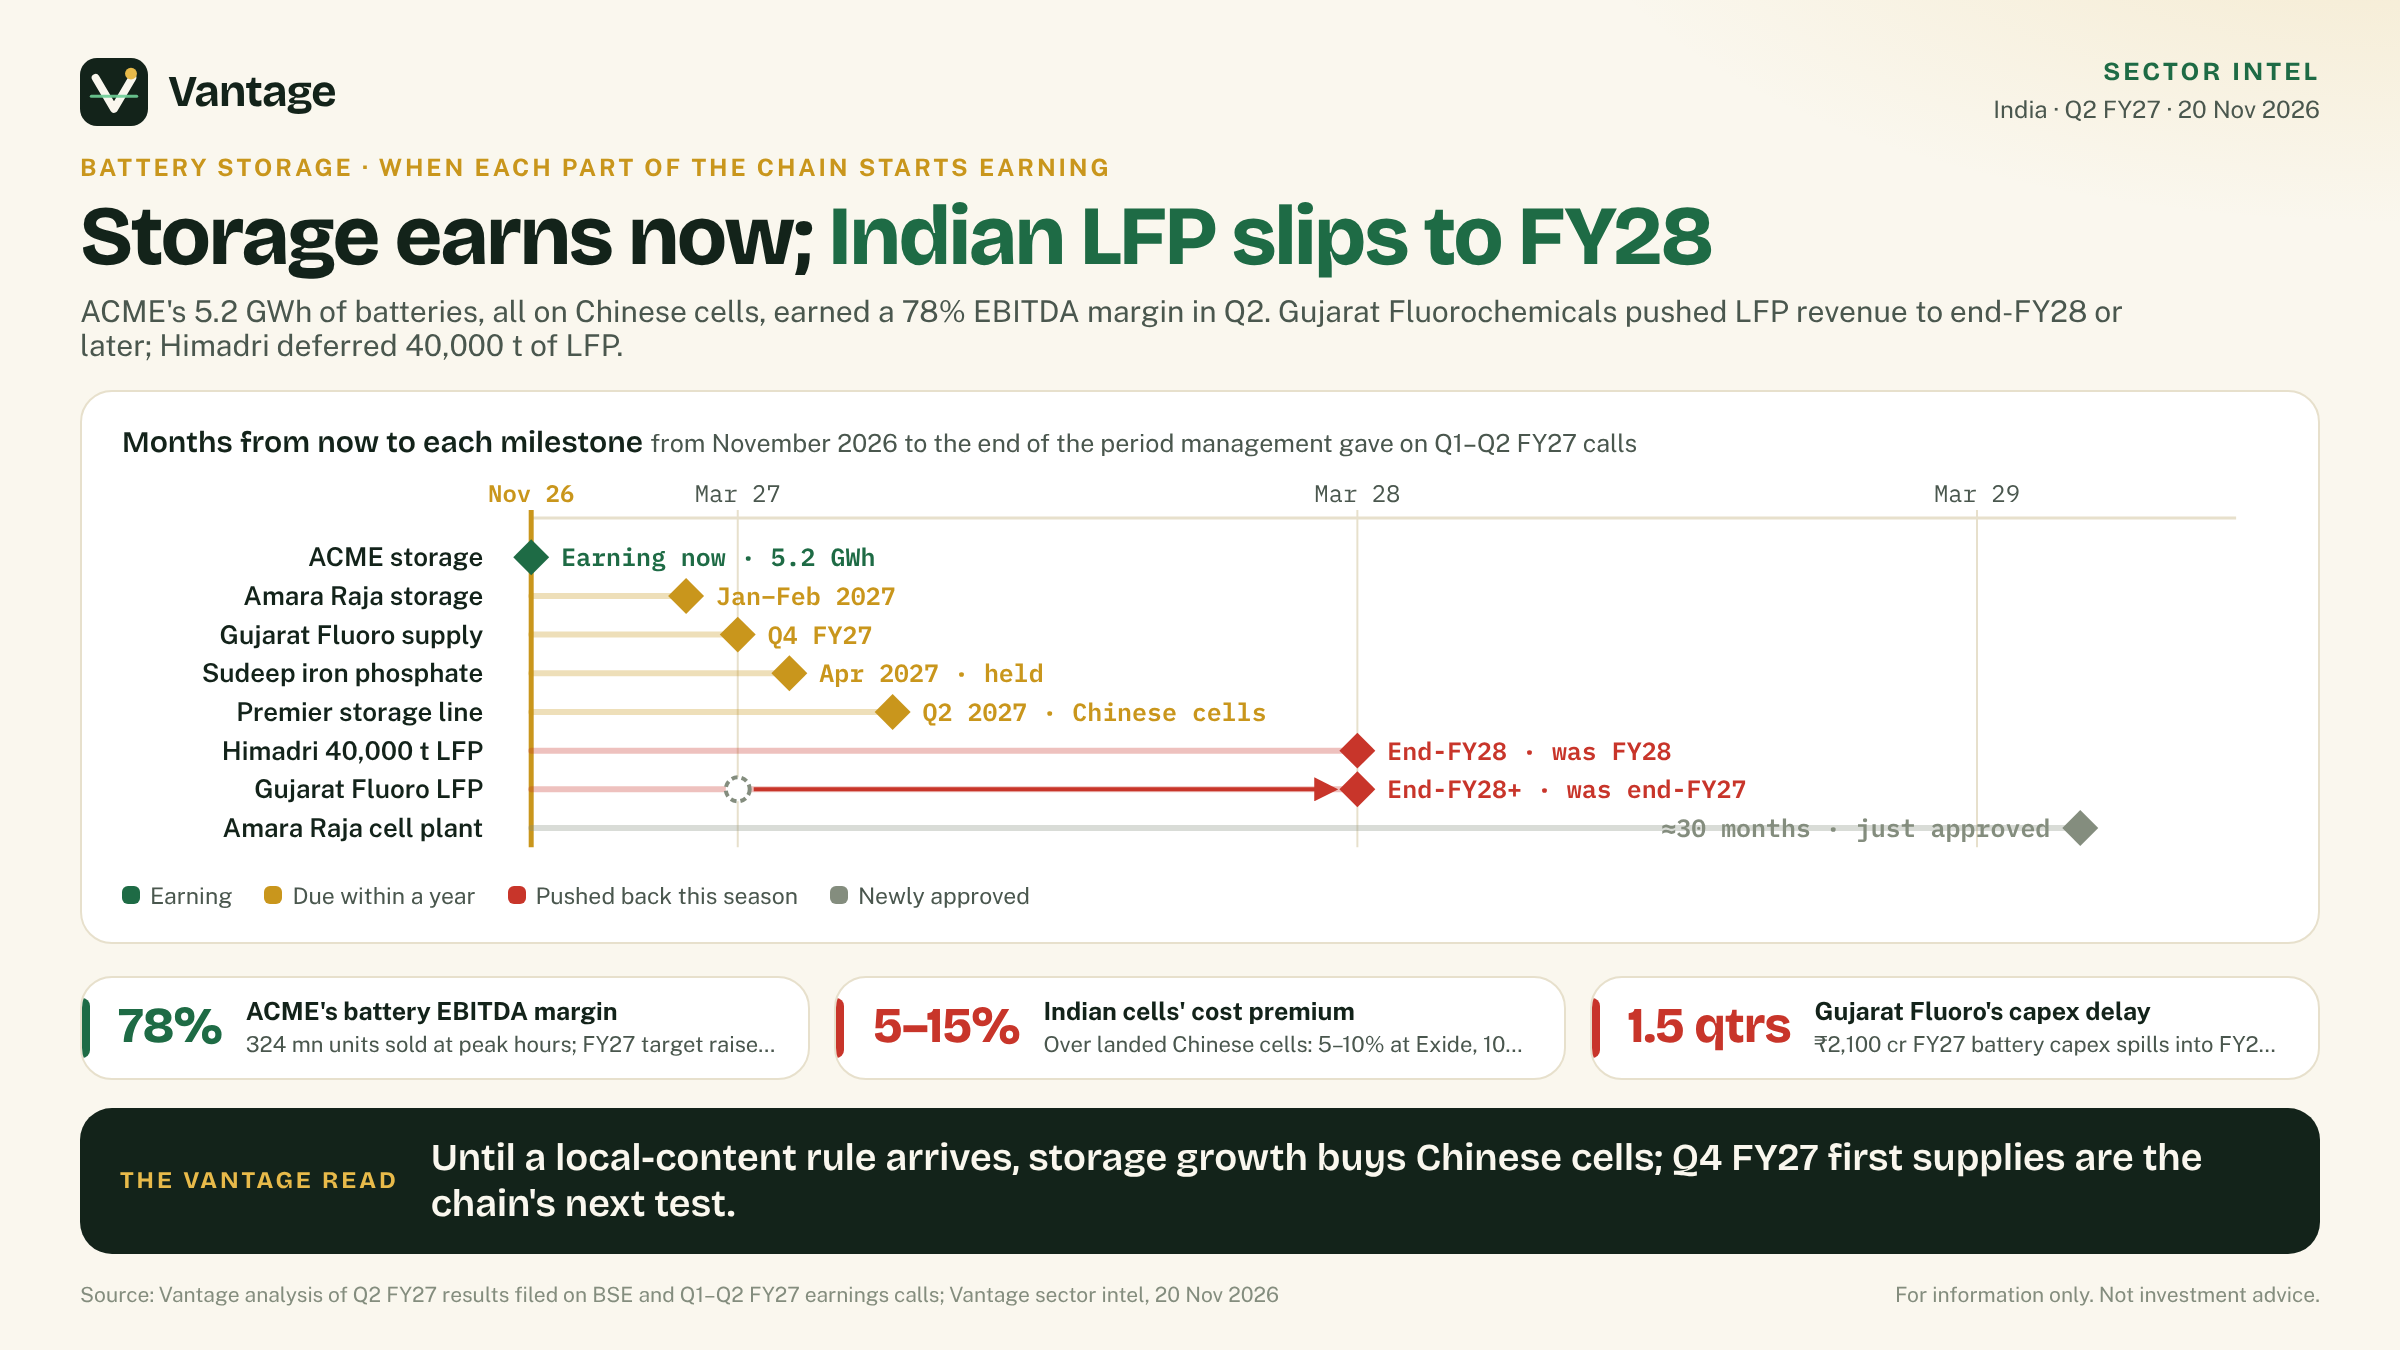 Vantage
SECTOR INTEL
India · Q2 FY27 · 20 Nov 2026
BATTERY STORAGE · WHEN EACH PART OF THE CHAIN STARTS EARNING
Storage earns now; Indian LFP slips to FY28
ACME's 5.2 GWh of batteries, all on Chinese cells, earned a 78% EBITDA margin in Q2. Gujarat Fluorochemicals pushed LFP revenue to end-FY28 or
later; Himadri deferred 40,000 t of LFP.
Months from now to each milestone from November 2026 to the end of the period management gave on Q1–Q2 FY27 calls
Nov 26 Mar 27 Mar 28 Mar 29
ACME storage Earning now · 5.2 GWh
Amara Raja storage Jan–Feb 2027
Gujarat Fluoro supply Q4 FY27
Sudeep iron phosphate Apr 2027 · held
Premier storage line Q2 2027 · Chinese cells
Himadri 40,000 t LFP End-FY28 · was FY28
Gujarat Fluoro LFP End-FY28+ · was end-FY27
Amara Raja cell plant ≈30 months · just approved
Earning Due within a year Pushed back this season Newly approved
78% ACME's battery EBITDA margin
324 mn units sold at peak hours; FY27 target raise...
5–15% Indian cells' cost premium
Over landed Chinese cells: 5–10% at Exide, 10...
1.5 qtrs Gujarat Fluoro's capex delay
₹2,100 cr FY27 battery capex spills into FY2...
THE VANTAGE READ
Until a local-content rule arrives, storage growth buys Chinese cells; Q4 FY27 first supplies are the
chain's next test.
Source: Vantage analysis of Q2 FY27 results filed on BSE and Q1–Q2 FY27 earnings calls; Vantage sector intel, 20 Nov 2026
For information only. Not investment advice.